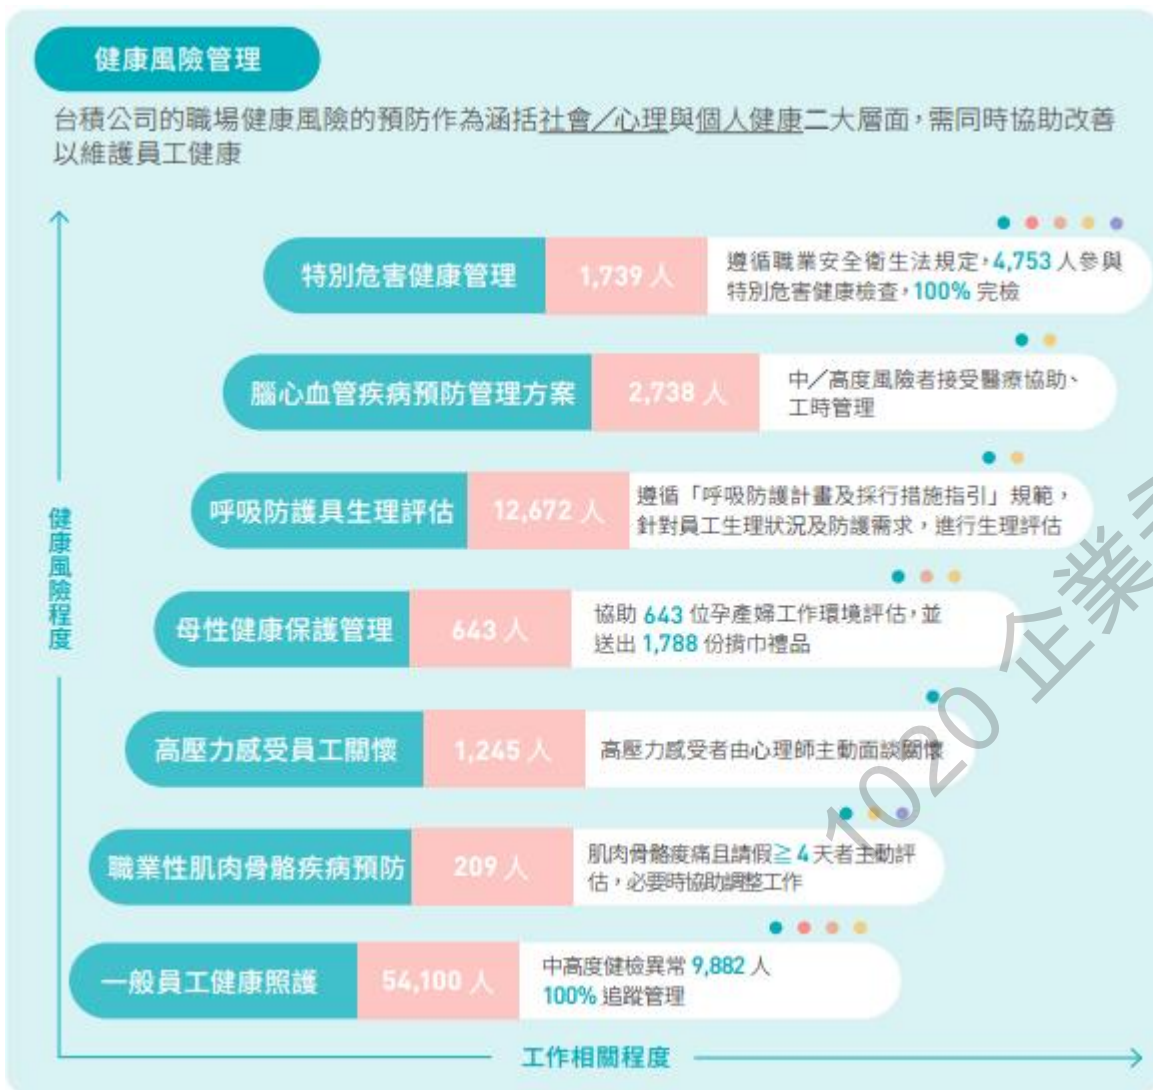 健康風險管理
台積公司的職場健康風險的預防作為涵括社會／心理與個人健康二大層面，需同時協助改善
以維護員工健康
特別危害健康管理
1,739 人
遵循職業安全衛生法規定，4,753 人參與
特別危害健康檢查，100% 完檢
腦心血管疾病預防管理方案
2,738 人
中／高度風險者接受醫療協助、
工時管理
呼吸防護具生理評估
12,672 人
遵循「呼吸防護計畫及採行措施指引」規範，
針對員工生理狀況及防護需求，進行生理評估
母性健康保護管理
643 人
協助 643 位孕產婦工作環境評估，並
送出 1,788 份揹巾禮品
高壓力感受員工關懷
1,245 人
高壓力感受者由心理師主動面談關懷
職業性肌肉骨骼疾病預防
209 人
肌肉骨骼痠痛且請假≧4 天者主動評
估，必要時協助調整工作
一般員工健康照護
54,100 人
中高度健檢異常 9,882 人
100% 追蹤管理
健康風險程度
工作相關程度
1020 企業